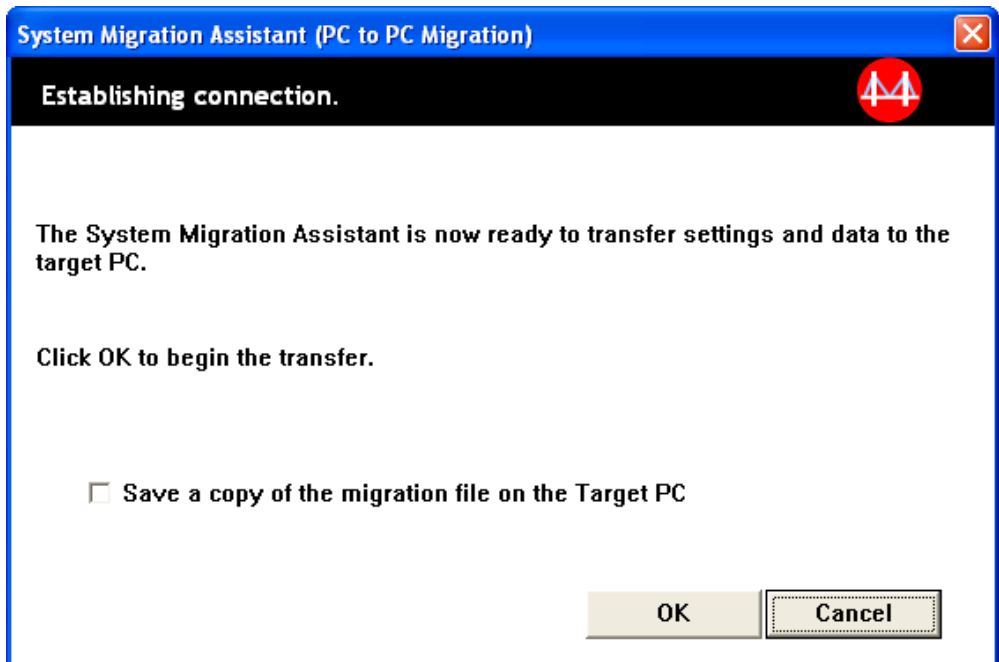 System Migration Assistant (PC to PC Migration)
Establishing connection.
The System Migration Assistant is now ready to transfer settings and data to the
target PC.
Click OK to begin the transfer.
Save a copy of the migration file on the Target PC
OK
Cancel